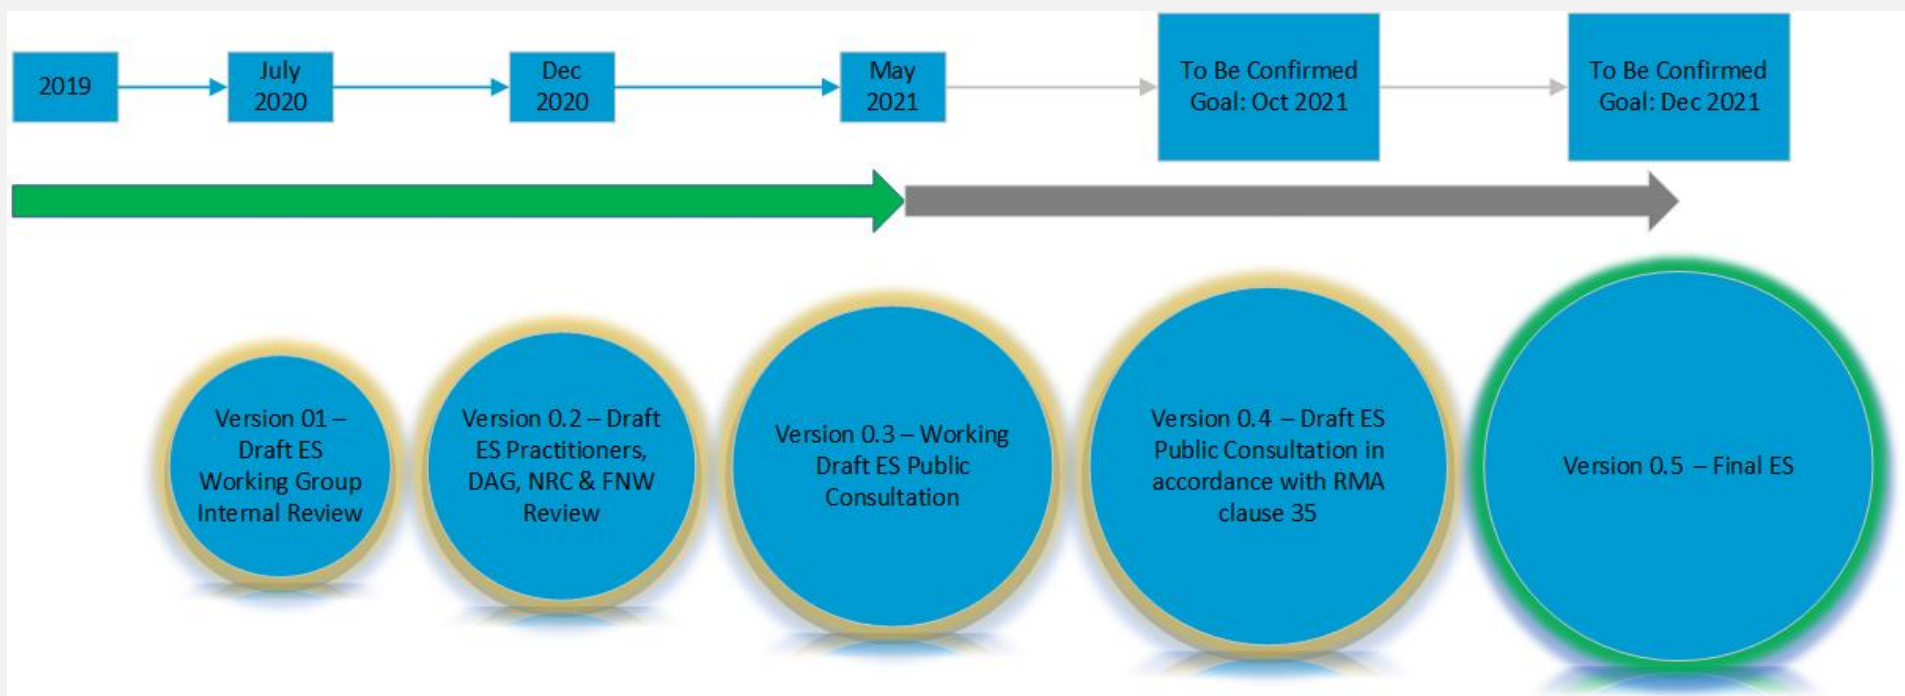 2019
July
2020
Dec
2020
May
2021
To Be Confirmed
Goal: Oct 2021
To Be Confirmed
Goal: Dec 2021
Version 01 –
Draft ES
Working Group
Internal Review
Version 0.2 – Draft
ES Practitioners,
DAG, NRC & FNW
Review
Version 0.3 – Working
Draft ES Public
Consultation
Version 0.4 – Draft ES
Public Consultation in
accordance with RMA
clause 35
Version 0.5 – Final ES